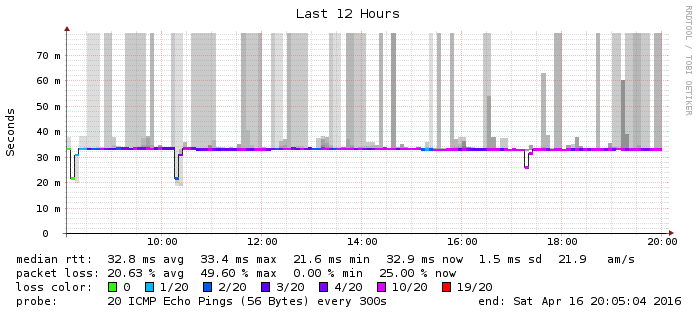 Last 12 Hours
RRDTOOL / TOBI OETIKER
Seconds
70 m
60 m
50 m
40 m
30 m
20 m
10 m
0
10:00 12:00 14:00 16:00 18:00 20:00
median rtt: 32.8 ms avg 33.4 ms max 21.6 ms min 32.9 ms now 1.5 ms sd 21.9 am/s
packet loss: 20.63 % avg 49.60 % max 0.00 % min 25.00 % now
loss color: 0 1/20 2/20 3/20 4/20 10/20 19/20
probe: 20 ICMP Echo Pings (56 Bytes) every 300s end: Sat Apr 16 20:05:04 2016